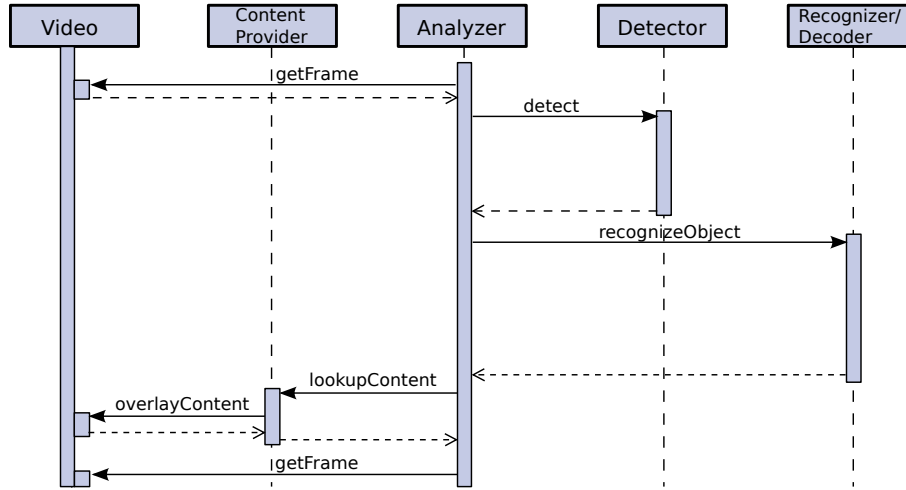 Video
Content
Provider
Analyzer
Detector
Recognizer/
Decoder
getFrame
detect
recognizeObject
lookupContent
overlayContent
getFrame